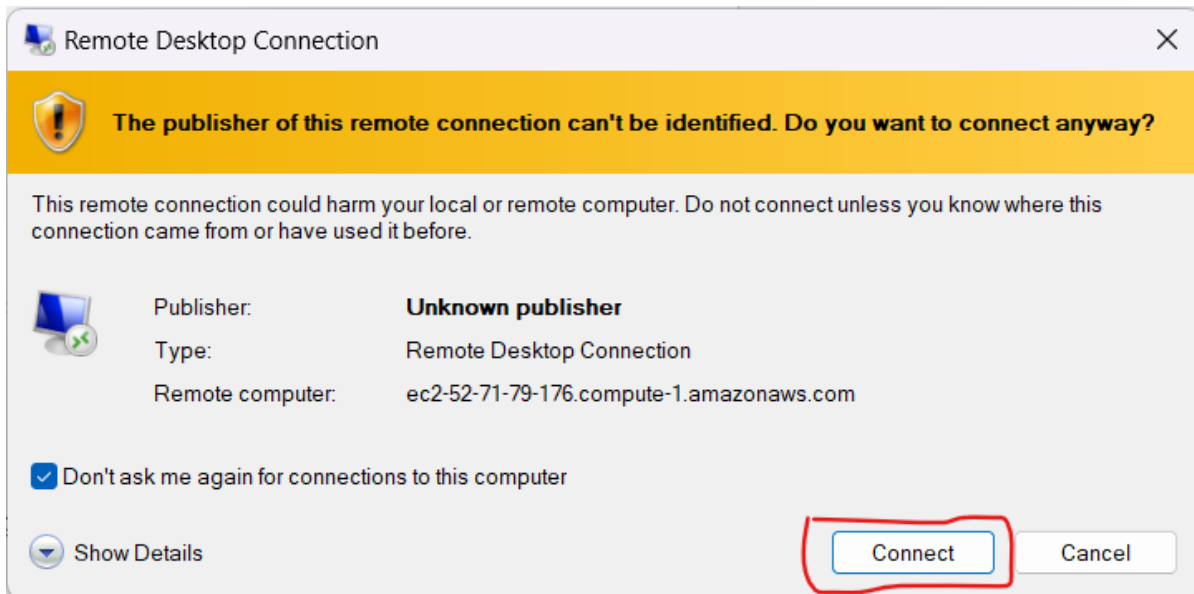 Remote Desktop Connection
The publisher of this remote connection can't be identified. Do you want to connect anyway?
This remote connection could harm your local or remote computer. Do not connect unless you know where this
connection came from or have used it before.
Publisher: Unknown publisher
Type: Remote Desktop Connection
Remote computer: ec2-52-71-79-176.compute-1.amazonaws.com
Don't ask me again for connections to this computer
Show Details Connect Cancel